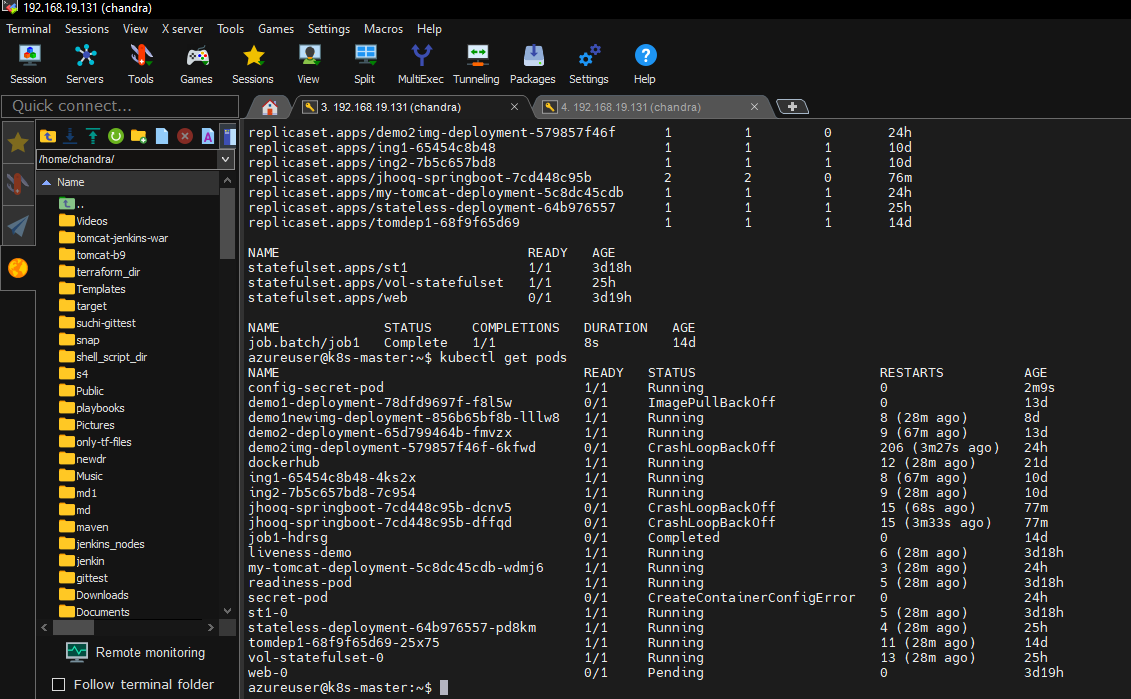 192.168.19.131 (chandra)
Terminal Sessions View X server Tools Games Settings Macros Help
Session Servers Tools Games Sessions View Split MultiExec Tunneling Packages Settings Help
Quick connect...
3. 192.168.19.131 (chandra)
4. 192.168.19.131 (chandra)
/home/chandra/
Name
..
Videos
tomcat-jenkins-war
tomcat-b9
terraform_dir
Templates
target
suchi-gittest
snap
shell_script_dir
s4
Public
playbooks
Pictures
only-tf-files
newdr
Music
md1
md
maven
jenkins_nodes
jenkin
gittest
Downloads
Documents
Remote monitoring
Follow terminal folder
replicaset.apps/demo2img-deployment-579857f46f 1 1 0 24h
replicaset.apps/ing1-65454c8b48 1 1 1 10d
replicaset.apps/ing2-7b5c657bd8 1 1 1 10d
replicaset.apps/jhooq-springboot-7cd448c95b 2 2 0 76m
replicaset.apps/my-tomcat-deployment-5c8dc45cdb 1 1 1 24h
replicaset.apps/stateless-deployment-64b976557 1 1 1 25h
replicaset.apps/tomdep1-68f9f65d69 1 1 1 14d
NAME READY AGE
statefulset.apps/st1 1/1 3d18h
statefulset.apps/vol-statefulset 1/1 25h
statefulset.apps/web 0/1 3d19h
NAME STATUS COMPLETIONS DURATION AGE
job.batch/job1 Complete 1/1 8s 14d
azureuser@k8s-master:~$ kubectl get pods
NAME READY STATUS RESTARTS AGE
config-secret-pod 1/1 Running 0 2m9s
demo1-deployment-78dfd9697f-f8l5w 0/1 ImagePullBackOff 0 13d
demo1newimg-deployment-856b65bf8b-lllw8 1/1 Running 8 (28m ago) 8d
demo2-deployment-65d799464b-fmvzx 1/1 Running 9 (67m ago) 13d
demo2img-deployment-579857f46f-6kfwd 0/1 CrashLoopBackOff 206 (3m27s ago) 24h
dockerhub 1/1 Running 12 (28m ago) 21d
ing1-65454c8b48-4ks2x 1/1 Running 8 (67m ago) 10d
ing2-7b5c657bd8-7c954 1/1 Running 9 (28m ago) 10d
jhooq-springboot-7cd448c95b-dcnv5 0/1 CrashLoopBackOff 15 (68s ago) 77m
jhooq-springboot-7cd448c95b-dffqd 0/1 CrashLoopBackOff 15 (3m33s ago) 77m
job1-hdrsg 0/1 Completed 0 14d
liveness-demo 1/1 Running 6 (28m ago) 3d18h
my-tomcat-deployment-5c8dc45cdb-wdmj6 1/1 Running 3 (28m ago) 24h
readiness-pod 1/1 Running 5 (28m ago) 3d18h
secret-pod 0/1 CreateContainerConfigError 0 24h
st1-0 1/1 Running 5 (28m ago) 3d18h
stateless-deployment-64b976557-pd8km 1/1 Running 4 (28m ago) 25h
tomdep1-68f9f65d69-25x75 1/1 Running 11 (28m ago) 14d
vol-statefulset-0 1/1 Running 13 (28m ago) 25h
web-0 0/1 Pending 0 3d19h
azureuser@k8s-master:~$